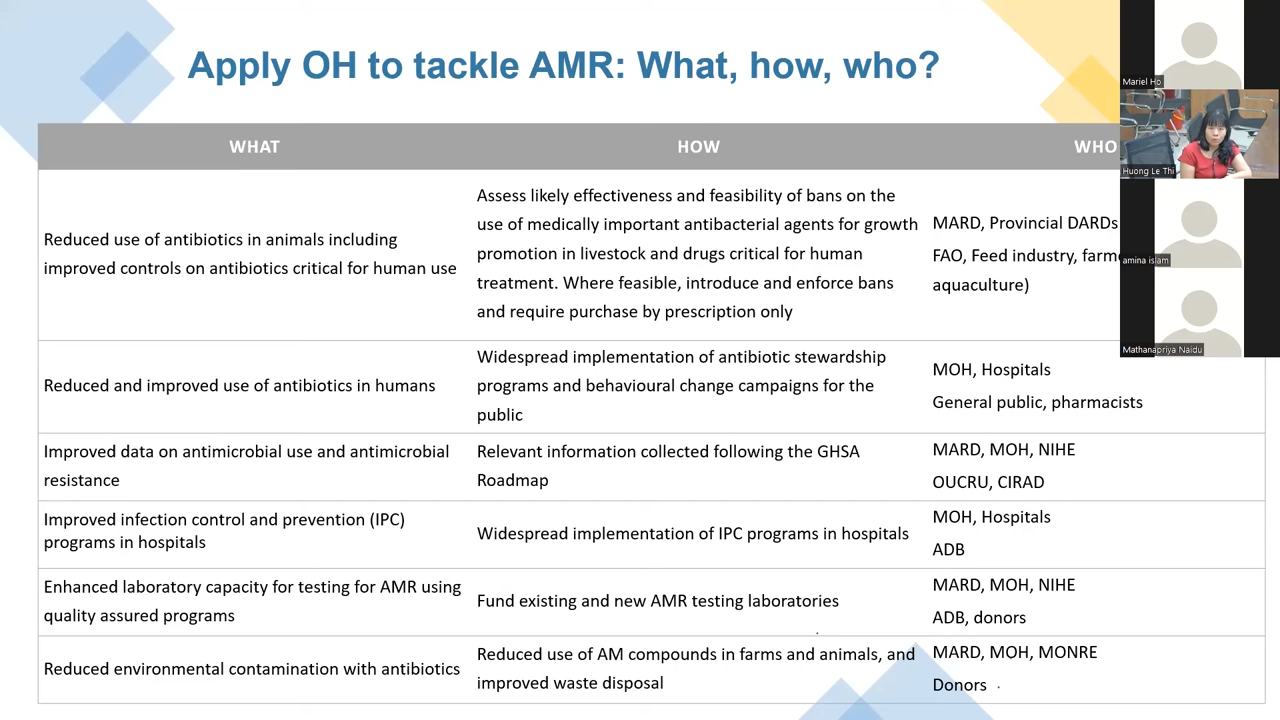 Apply OH to tackle AMR: What, how, who?
WHAT
HOW
WHO
Reduced use of antibiotics in animals including
improved controls on antibiotics critical for human use
Assess likely effectiveness and feasibility of bans on the
use of medically important antibacterial agents for growth
promotion in livestock and drugs critical for human
treatment. Where feasible, introduce and enforce bans
and require purchase by prescription only
MARD, Provincial DARDs
FAO, Feed industry,
aquaculture)
Reduced and improved use of antibiotics in humans
Widespread implementation of antibiotic stewardship
programs and behavioural change campaigns for the
public
MOH, Hospitals
General public, pharmacists
Improved data on antimicrobial use and antimicrobial
resistance
Relevant information collected following the GHSA
Roadmap
MARD, MOH, NIHE
OUCRU, CIRAD
Improved infection control and prevention (IPC)
programs in hospitals
Widespread implementation of IPC programs in hospitals
MOH, Hospitals
ADB
Enhanced laboratory capacity for testing for AMR using
quality assured programs
Fund existing and new AMR testing laboratories
MARD, MOH, NIHE
ADB, donors
Reduced environmental contamination with antibiotics
Reduced use of AM compounds in farms and animals, and
improved waste disposal
MARD, MOH, MONRE
Donors
Mariel Ho
Huong Le Thi
amina islam
Mathanapriya Naidu